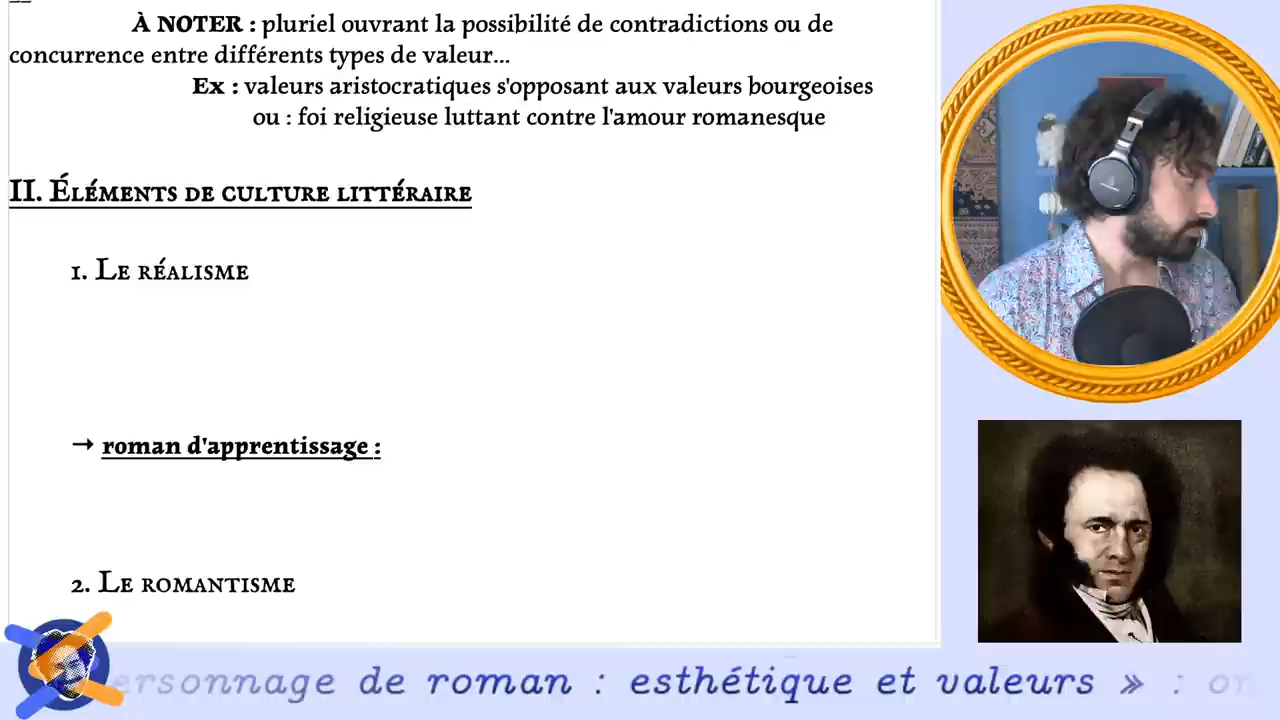 À NOTER : pluriel ouvrant la possibilité de contradictions ou de
concurrence entre différents types de valeur...
Ex : valeurs aristocratiques s'opposant aux valeurs bourgeoises
ou : foi religieuse luttant contre l'amour romanesque
II. ÉLÉMENTS DE CULTURE LITTÉRAIRE
1. LE RÉALISME
→ roman d'apprentissage :
2. LE ROMANTISME
ersonnage de roman : esthétique et valeurs » :